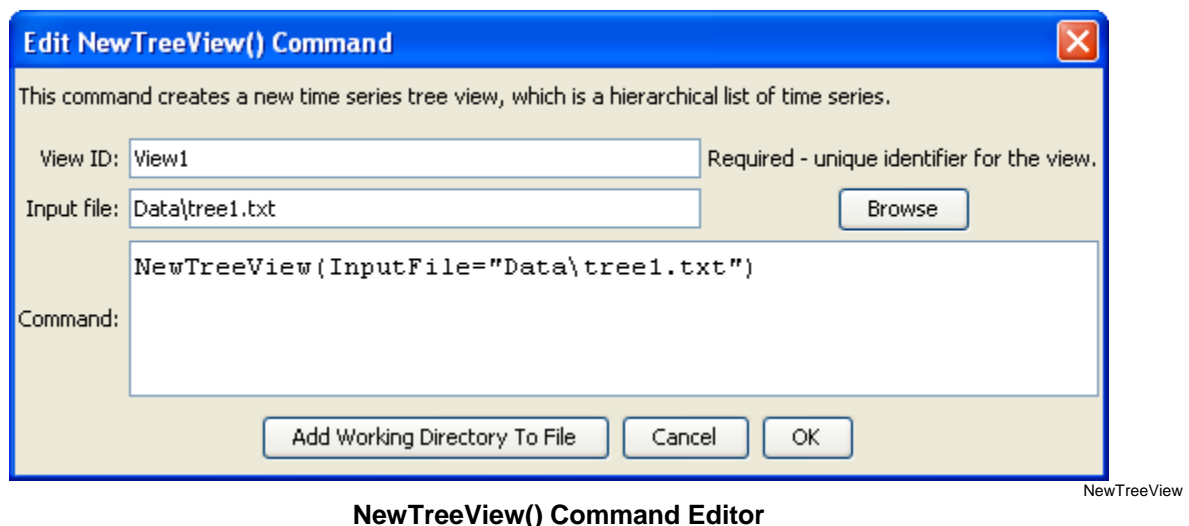 Edit NewTreeView() Command
This command creates a new time series tree view, which is a hierarchical list of time series.
View ID: View1 Required - unique identifier for the view.
Input file: Data\tree1.txt Browse
NewTreeView(InputFile="Data\tree1.txt")
Command:
Add Working Directory To File Cancel OK
NewTreeView
NewTreeView() Command Editor